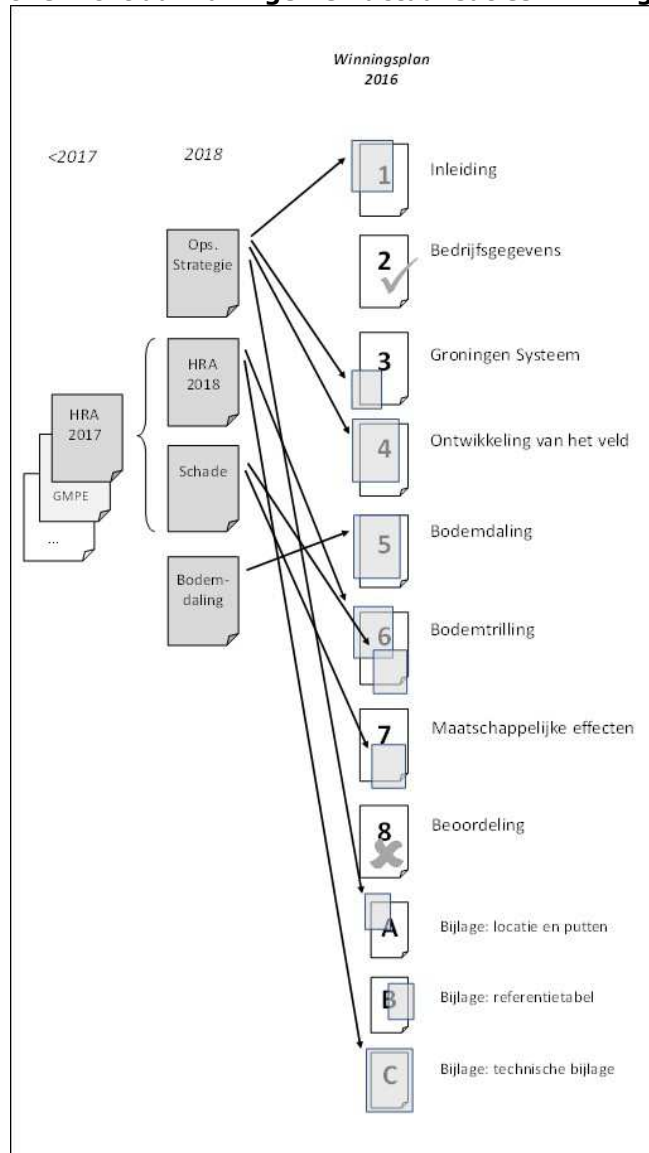 Winningsplan
2016
<2017
2018
1
Inleiding
Ops.
Strategie
2
Bedrijfsgegevens
3
Groningen Systeem
HRA
2018
HRA
2017
GMPE
...
4
Ontwikkeling van het veld
Schade
5
Bodemdaling
Bodem-
daling
6
Bodemtrilling
7
Maatschappelijke effecten
8
Beoordeling
A
Bijlage: locatie en putten
B
Bijlage: referentietabel
C
Bijlage: technische bijlage